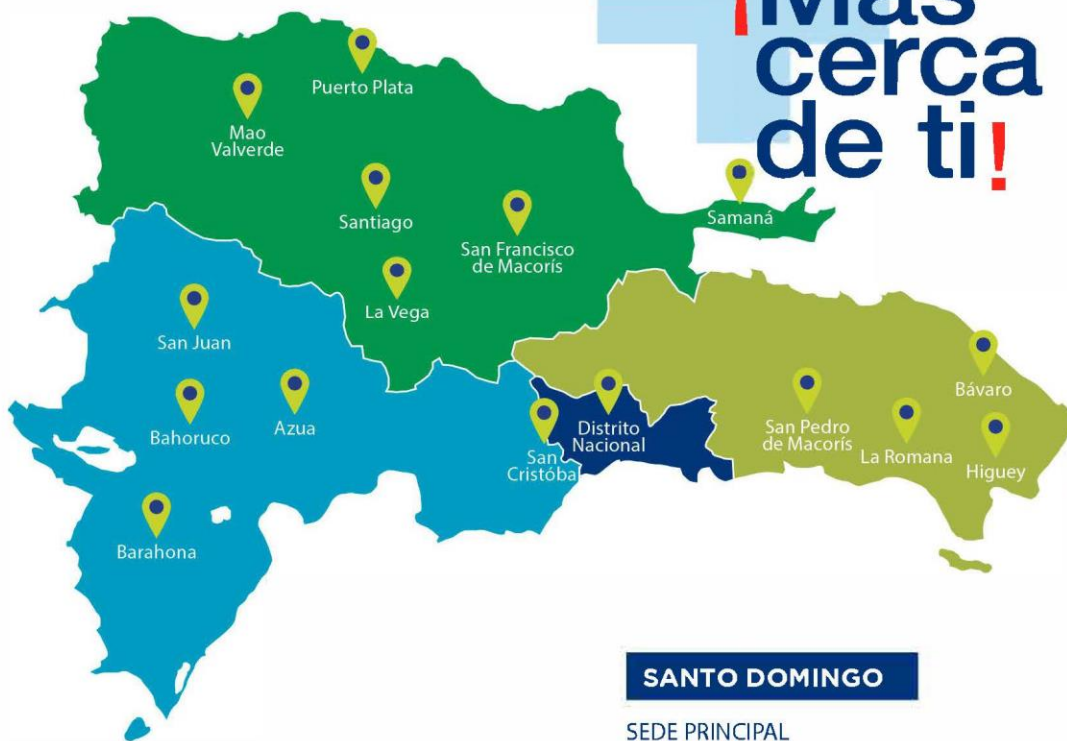 ¡Más
cerca
de ti!
Puerto Plata
Mao
Valverde
Santiago
San Francisco
de Macorís
Samaná
La Vega
San Juan
Bahoruco
Azua
San
Cristóbal
Distrito
Nacional
San Pedro
de Macorís
La Romana
Bávaro
Higuey
Barahona
SANTO DOMINGO
SEDE PRINCIPAL